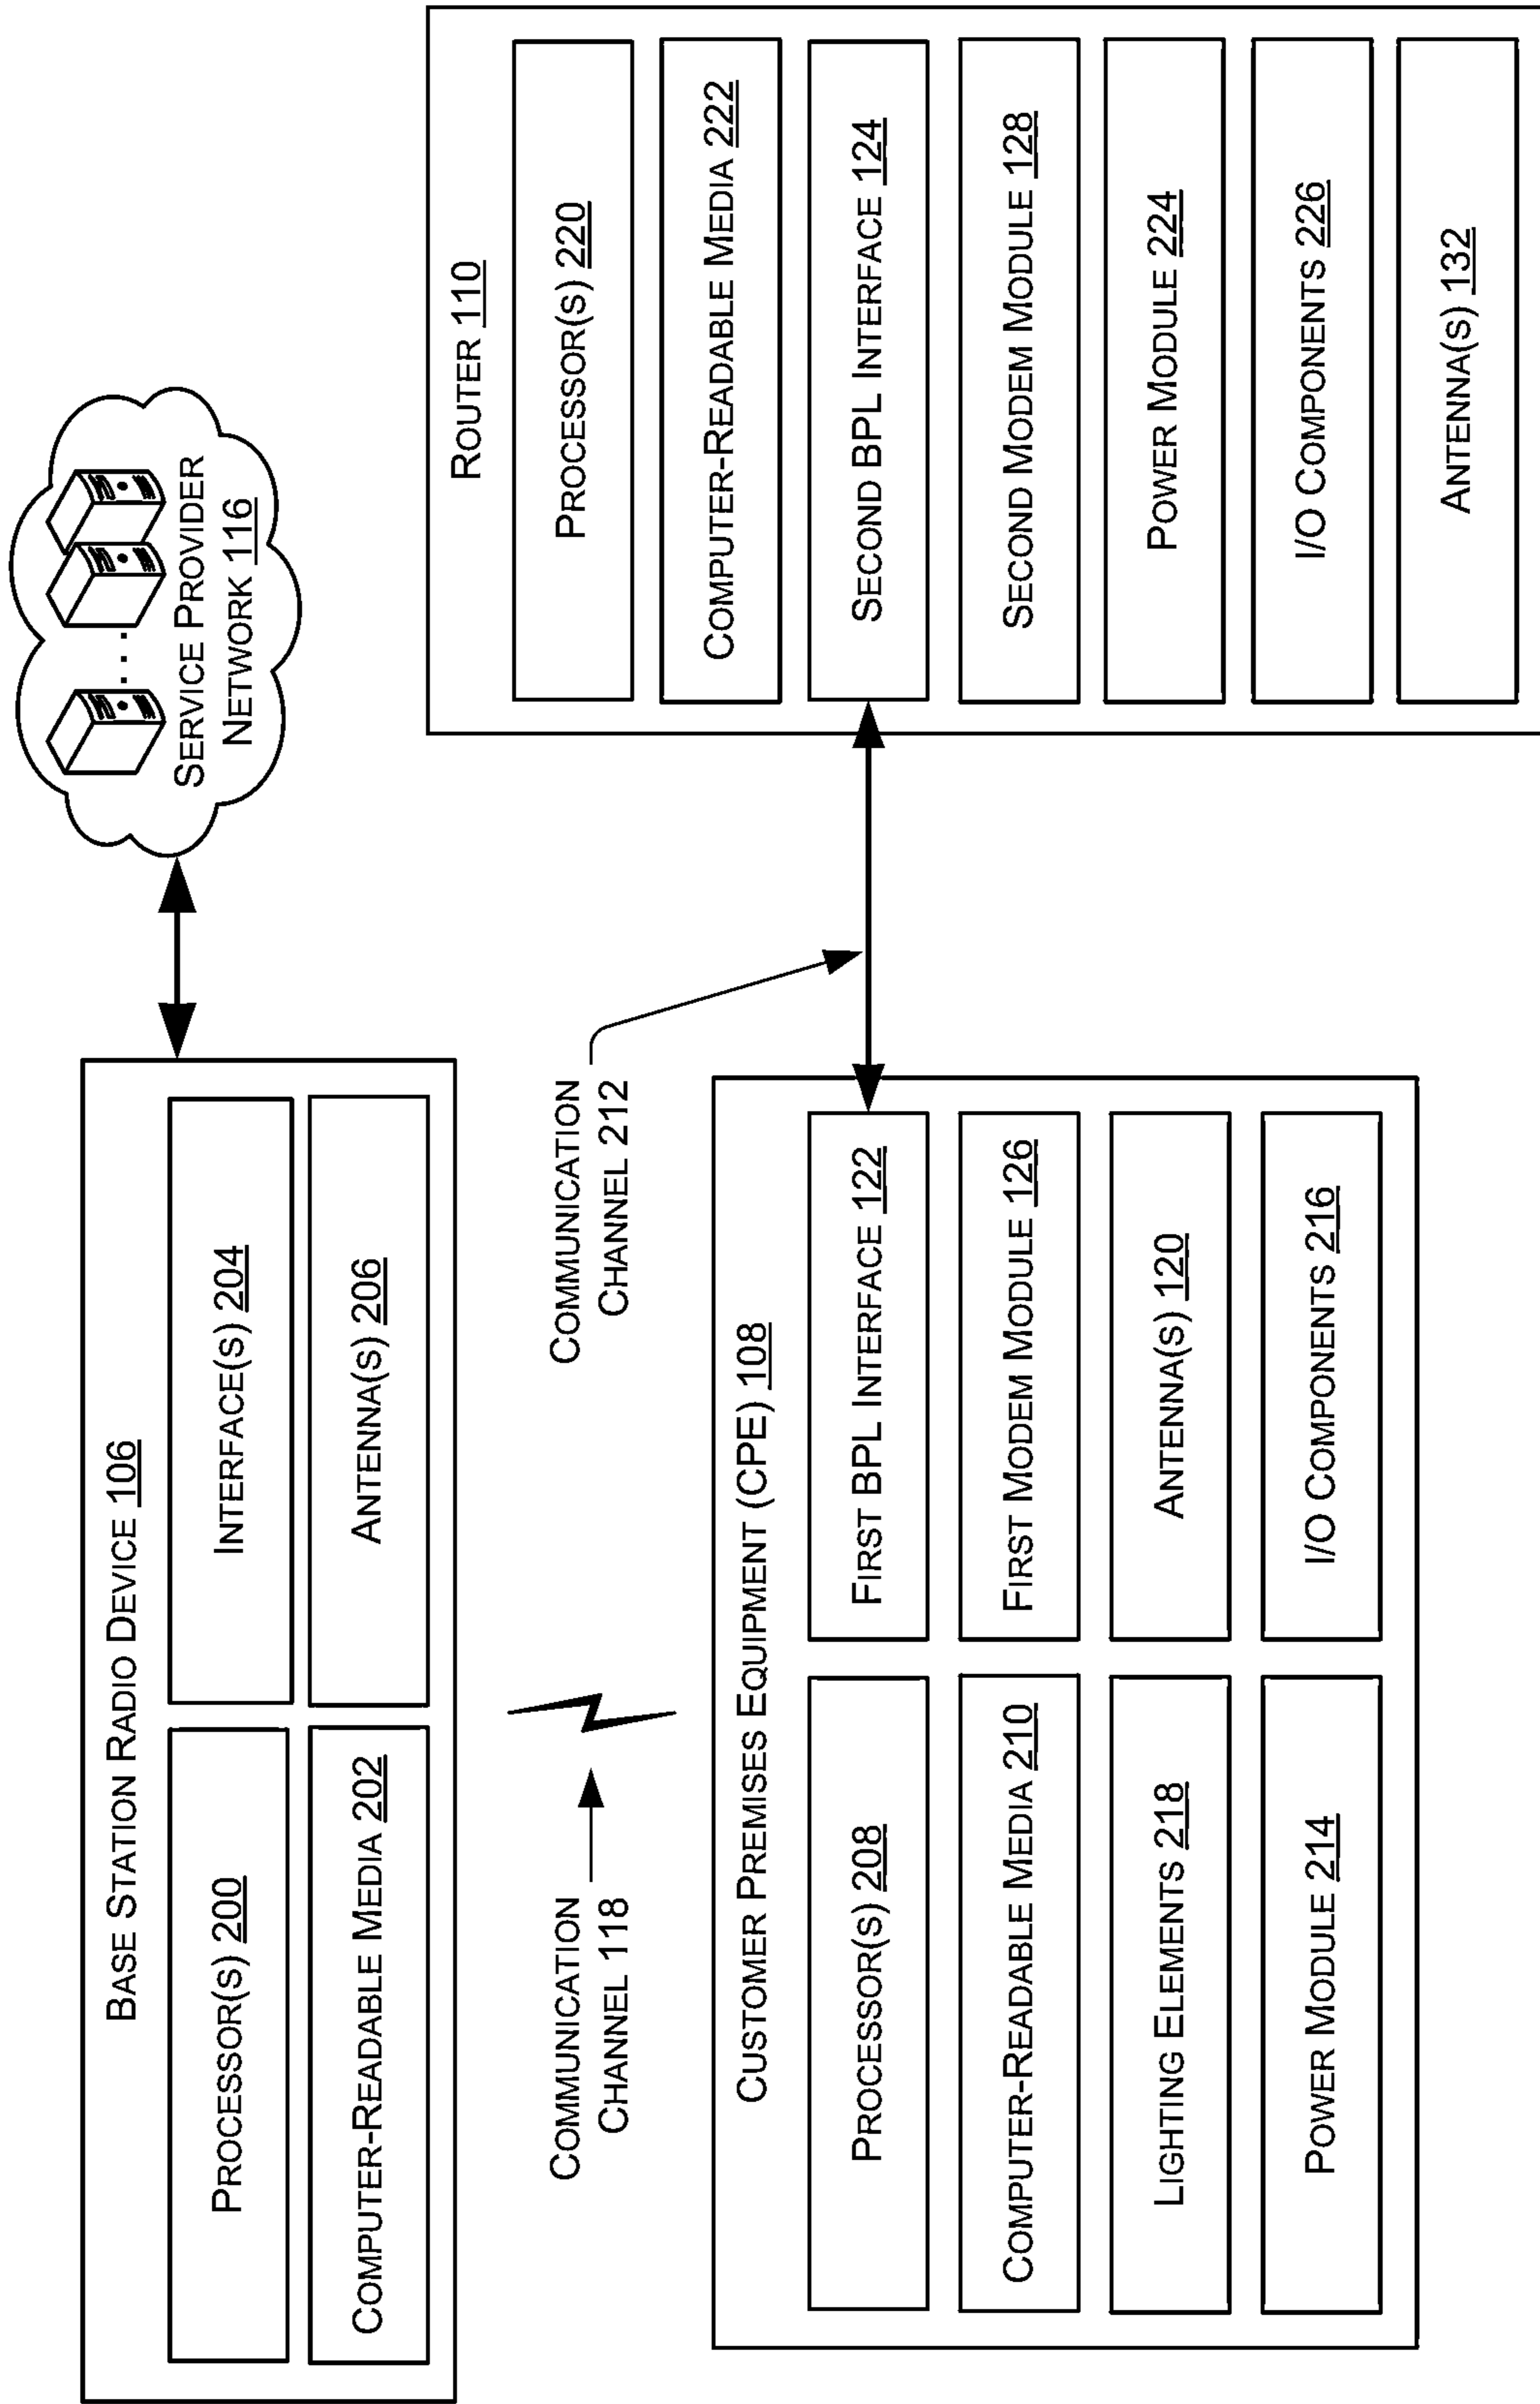 BASE STATION RADIO DEVICE 106
PROCESSOR(S) 200
INTERFACE(S) 204
COMPUTER-READABLE MEDIA 202
ANTENNA(S) 206
SERVICE PROVIDER
NETWORK 116
COMMUNICATION
CHANNEL 118
COMMUNICATION
CHANNEL 212
CUSTOMER PREMISES EQUIPMENT (CPE) 108
PROCESSOR(S) 208
FIRST BPL INTERFACE 122
COMPUTER-READABLE MEDIA 210
FIRST MODEM MODULE 126
LIGHTING ELEMENTS 218
ANTENNA(S) 120
POWER MODULE 214
I/O COMPONENTS 216
ROUTER 110
PROCESSOR(S) 220
COMPUTER-READABLE MEDIA 222
SECOND BPL INTERFACE 124
SECOND MODEM MODULE 128
POWER MODULE 224
I/O COMPONENTS 226
ANTENNA(S) 132